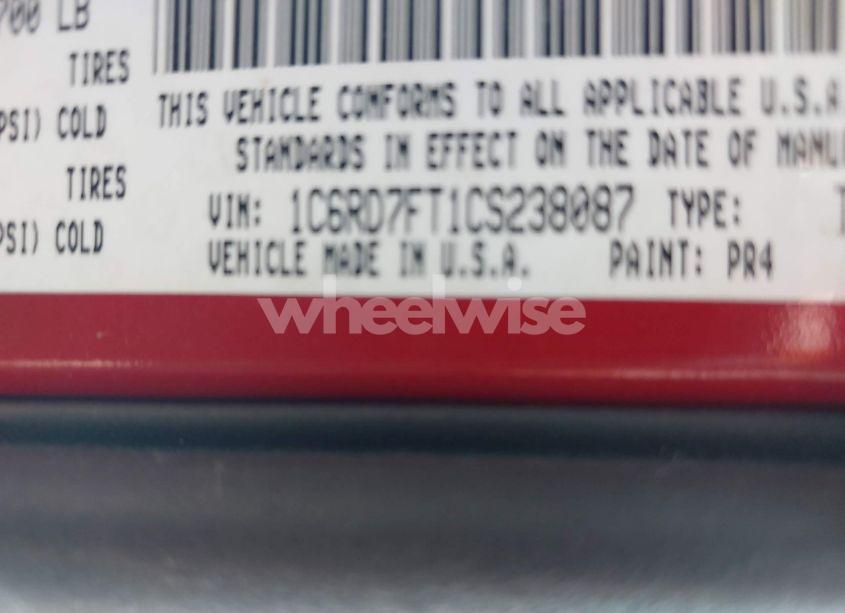 700 LB
TIRES
PSI) COLD
TIRES
PSI) COLD
THIS VEHICLE CONFORMS TO ALL APPLICABLE U.S.A
STANDARDS IN EFFECT ON THE DATE OF MANU
VIN: 1C6RD7FT1CS238087 TYPE:
VEHICLE MADE IN U.S.A. PAINT: PR4
wheelwise